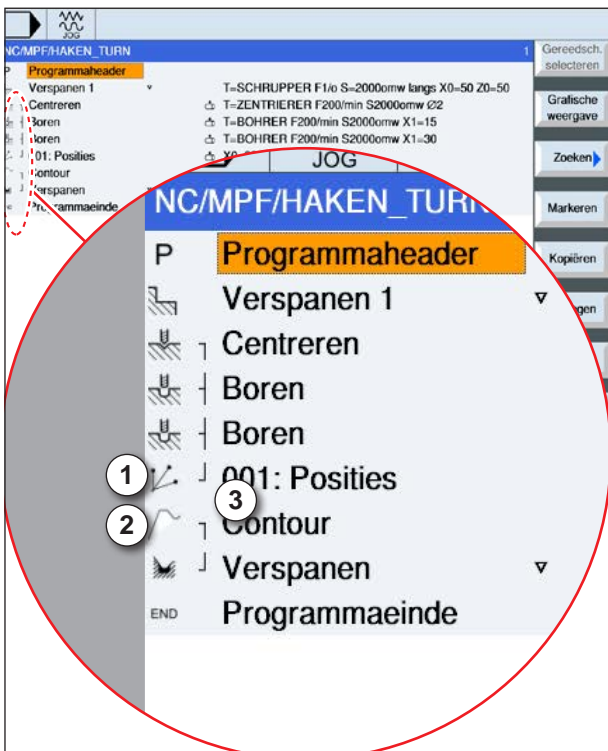 JOG
NC/MPF/HAKEN_TURN 1
P Programmaheader
Verspanen 1 T=SCHRUPPER F1/o S=2000omw langs X0=50 Z0=50
Centreren T=ZENTRIERER F200/min S2000omw Ø2
Boren T=BOHRER F200/min S2000omw X1=15
Boren T=BOHRER F200/min S2000omw X1=30
001: Posities
Contour
Verspanen
Programmaeinde
Gereedsch. selecteren
Grafische weergave
Zoeken
Markeren
Kopiëren
JOG
NC/MPF/HAKEN_TURN
P Programmaheader
Verspanen 1
Centreren
Boren
Boren
1 001: Posities
3
2 Contour
Verspanen
END Programmaeinde